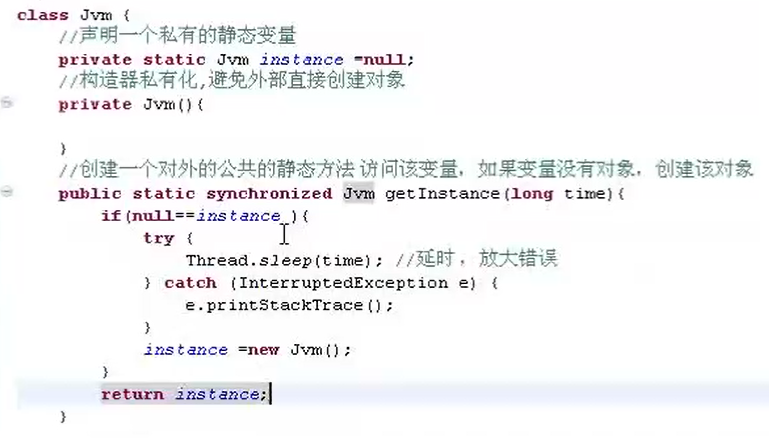 class Jvm {
//声明一个私有的静态变量
private static Jvm instance =null;
//构造器私有化,避免外部直接创建对象
private Jvm(){
}
//创建一个对外的公共的静态方法 访问该变量，如果变量没有对象，创建该对象
public static synchronized Jvm getInstance(long time){
if(null==instance ){
try {
Thread.sleep(time); //延时，放大错误
} catch (InterruptedException e) {
e.printStackTrace();
}
instance =new Jvm();
}
return instance;
}